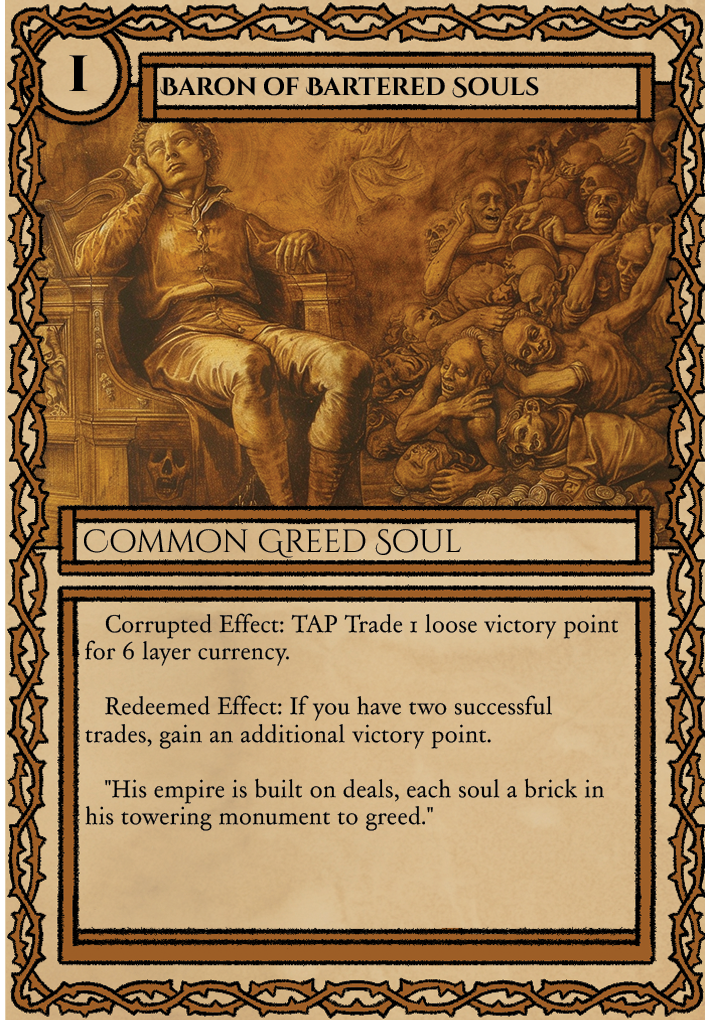 I
Baron of Bartered Souls
Common Greed Soul
Corrupted Effect: TAP Trade 1 loose victory point
for 6 layer currency.
Redeemed Effect: If you have two successful
trades, gain an additional victory point.
"His empire is built on deals, each soul a brick in
his towering monument to greed."